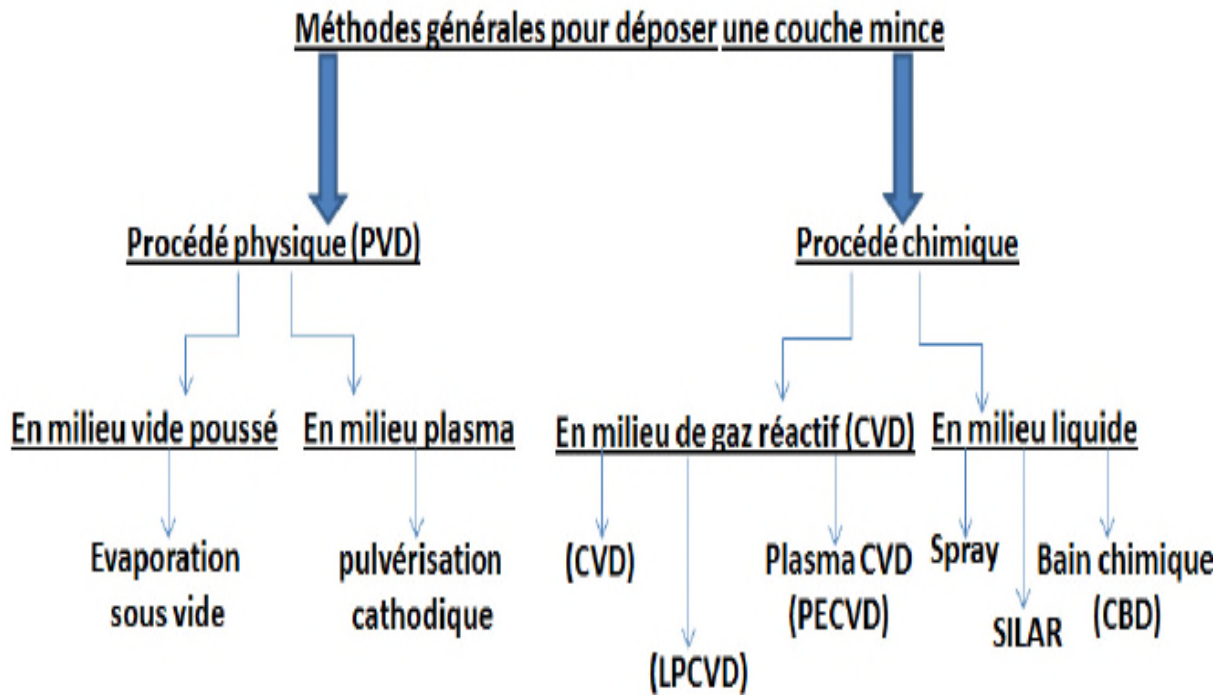 Méthodes générales pour déposer une couche mince
Procédé physique (PVD)
Procédé chimique
En milieu vide poussé
En milieu plasma
En milieu de gaz réactif (CVD)
En milieu liquide
Evaporation
sous vide
pulvérisation
cathodique
(CVD)
(LPCVD)
Plasma CVD
(PECVD)
Spray
SILAR
Bain chimique
(CBD)